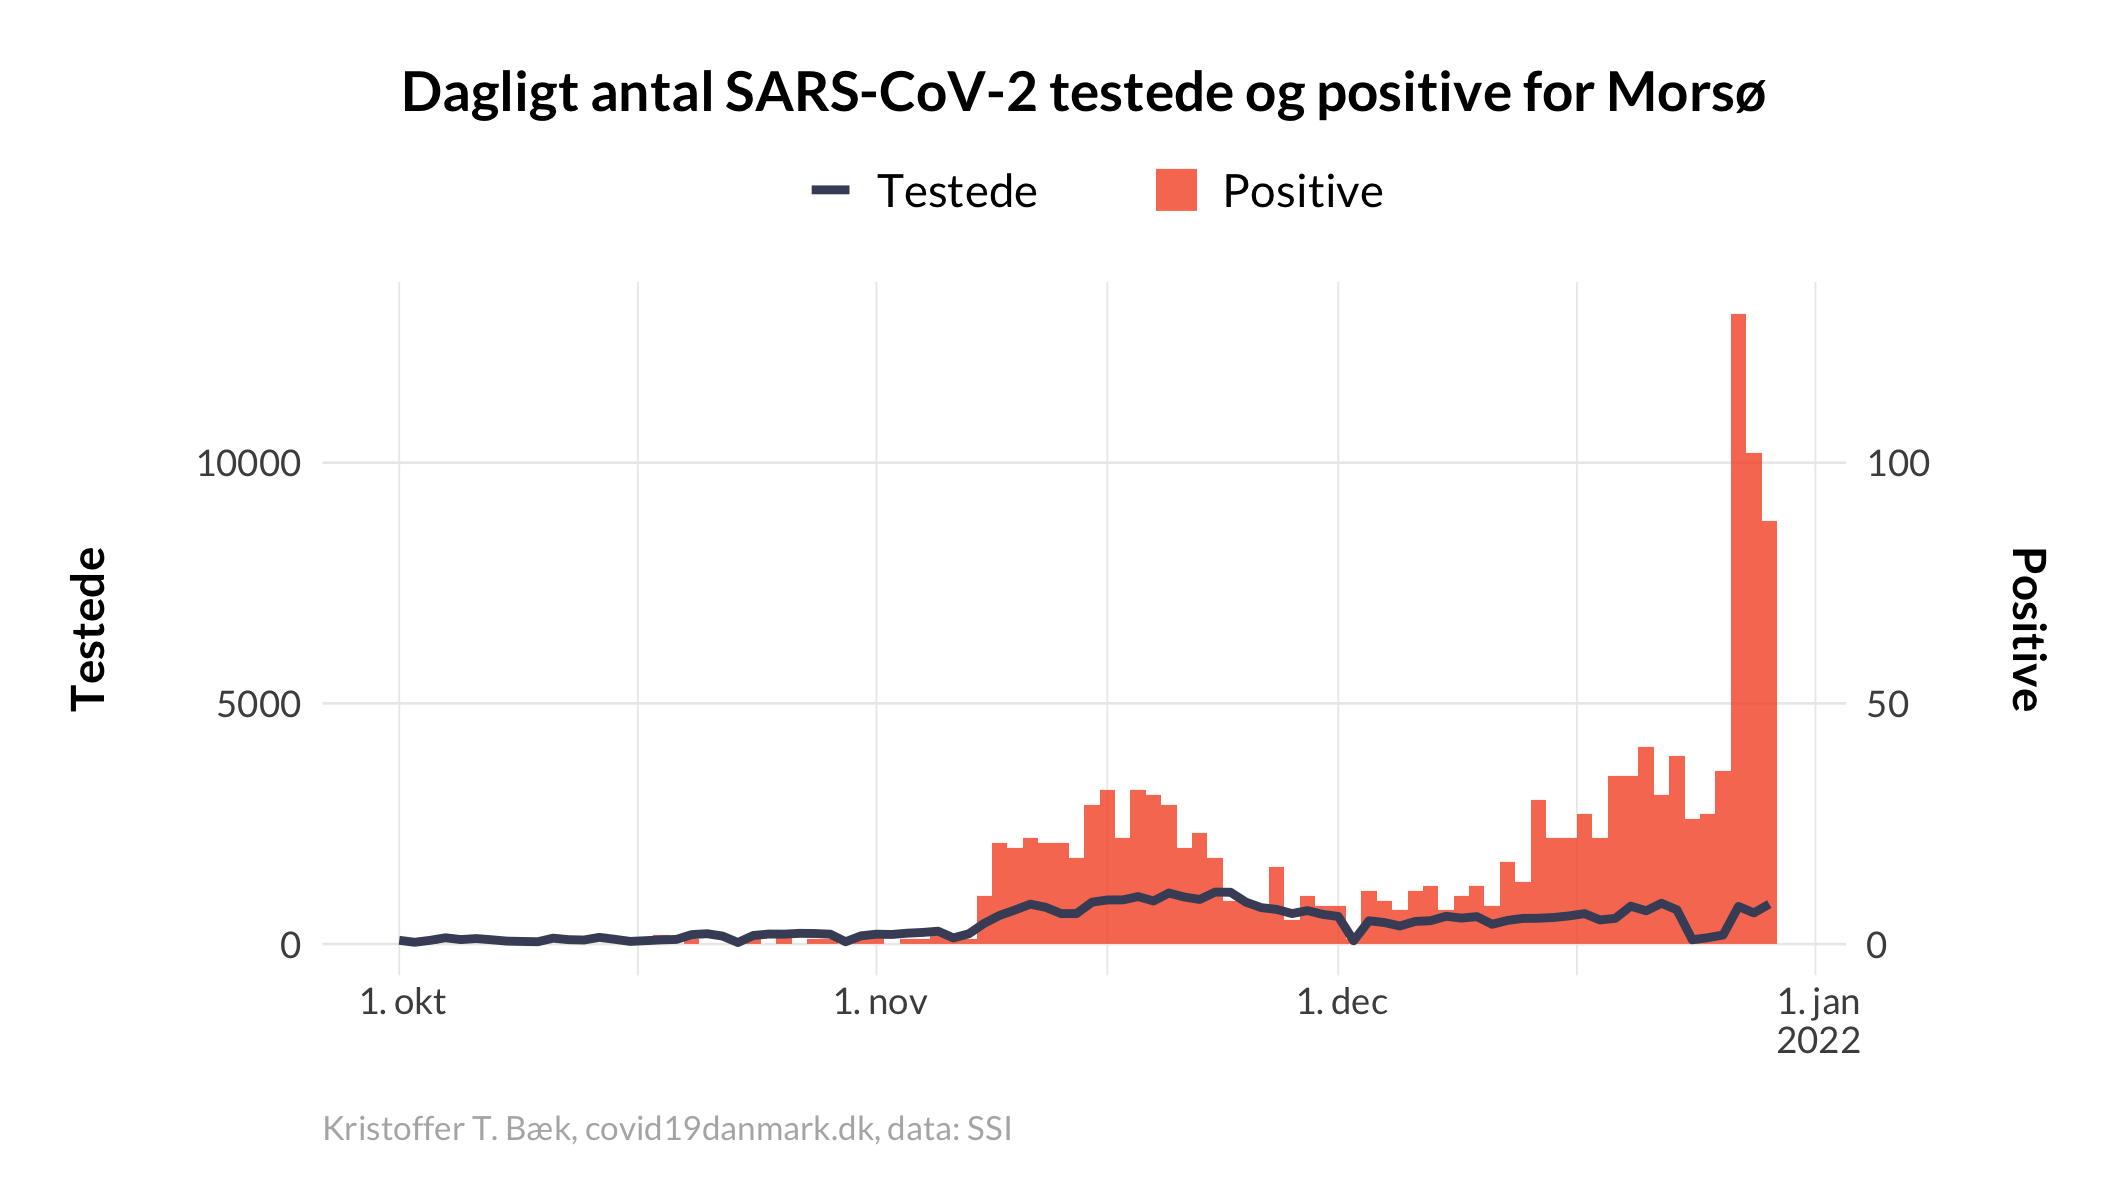 Dagligt antal SARS-CoV-2 testede og positive for Morsø
Testede
Positive
10000
5000
0
Testede
100
50
0
Positive
1. okt
1. nov
1. dec
1. jan
2022
Kristoffer T. Bæk, covid19danmark.dk, data: SSI